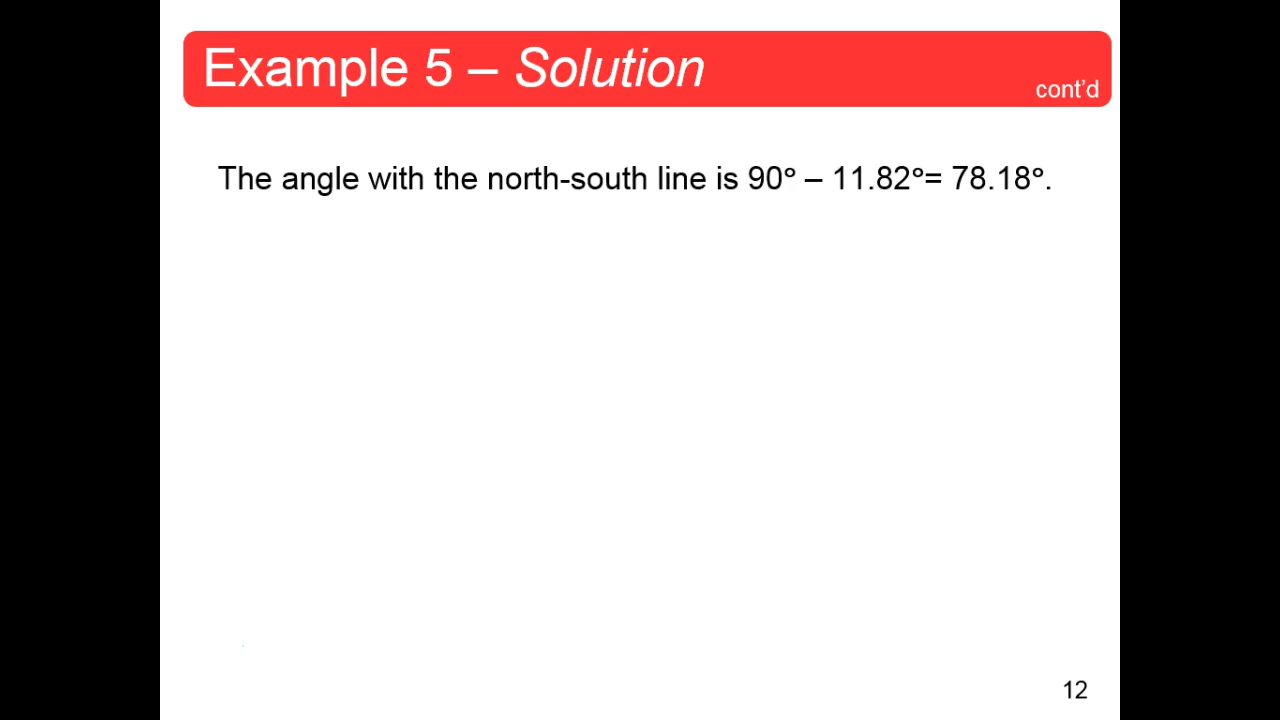 Example 5 – Solution
cont’d
The angle with the north-south line is 90° – 11.82°= 78.18°.
12